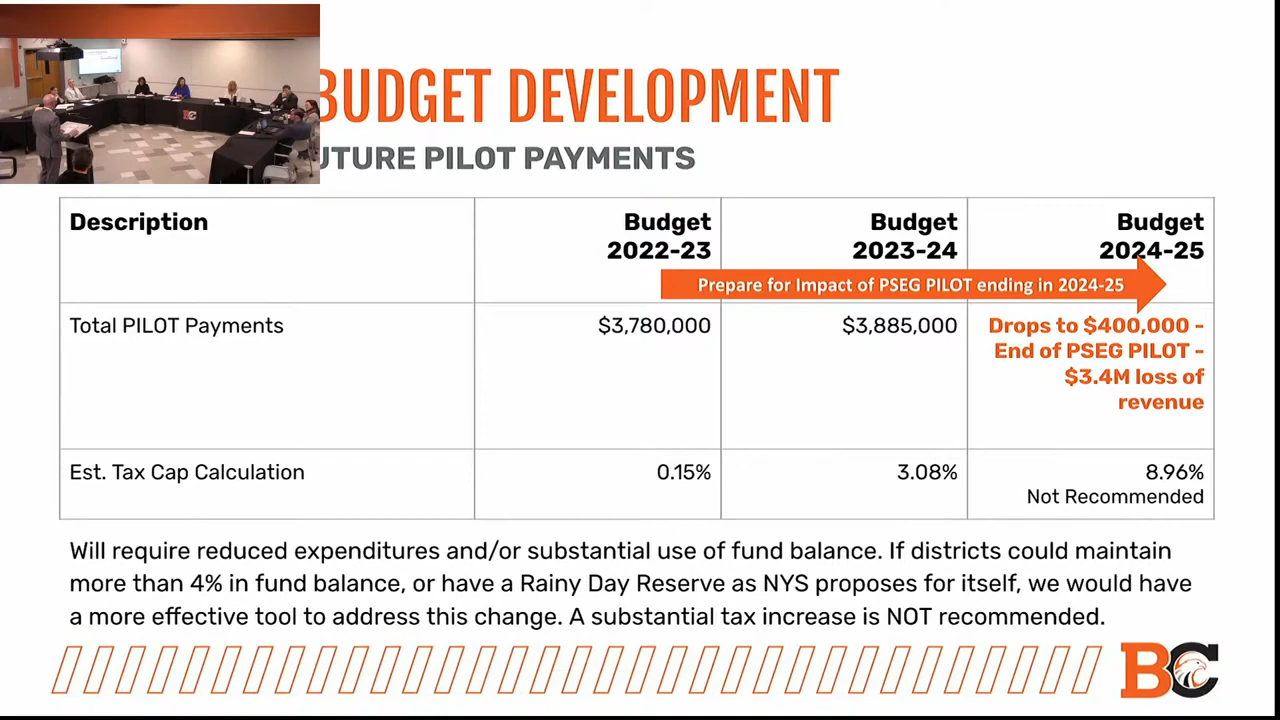 BUDGET DEVELOPMENT
UTURE PILOT PAYMENTS
Description
Budget
2022-23
Budget
2023-24
Budget
2024-25
Prepare for Impact of PSEG PILOT ending in 2024-25
Total PILOT Payments
$3,780,000
$3,885,000
Drops to $400,000 -
End of PSEG PILOT -
$3.4M loss of
revenue
Est. Tax Cap Calculation
0.15%
3.08%
8.96%
Not Recommended
Will require reduced expenditures and/or substantial use of fund balance. If districts could maintain
more than 4% in fund balance, or have a Rainy Day Reserve as NYS proposes for itself, we would have
a more effective tool to address this change. A substantial tax increase is NOT recommended.
BC
BC